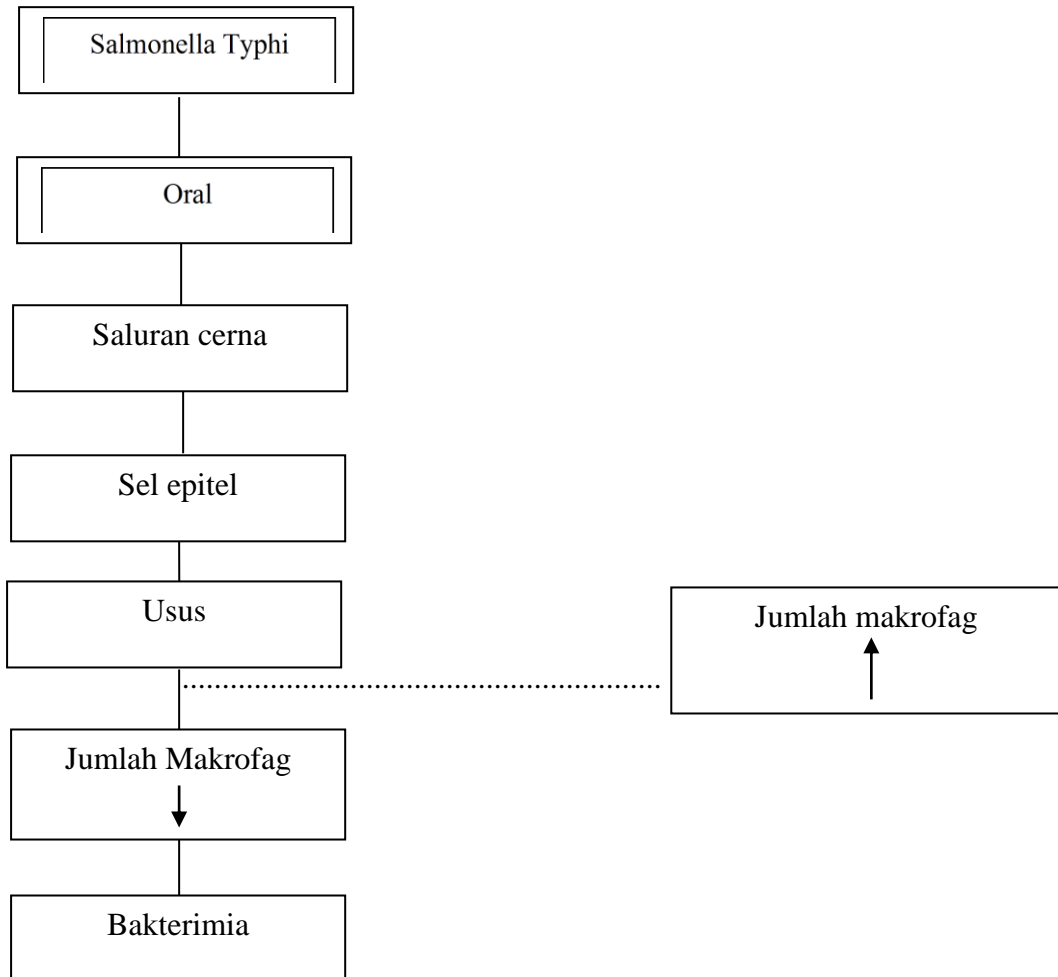 Salmonella Typhi
Oral
Saluran cerna
Sel epitel
Usus
Jumlah makrofag
Jumlah Makrofag
Bakterimia